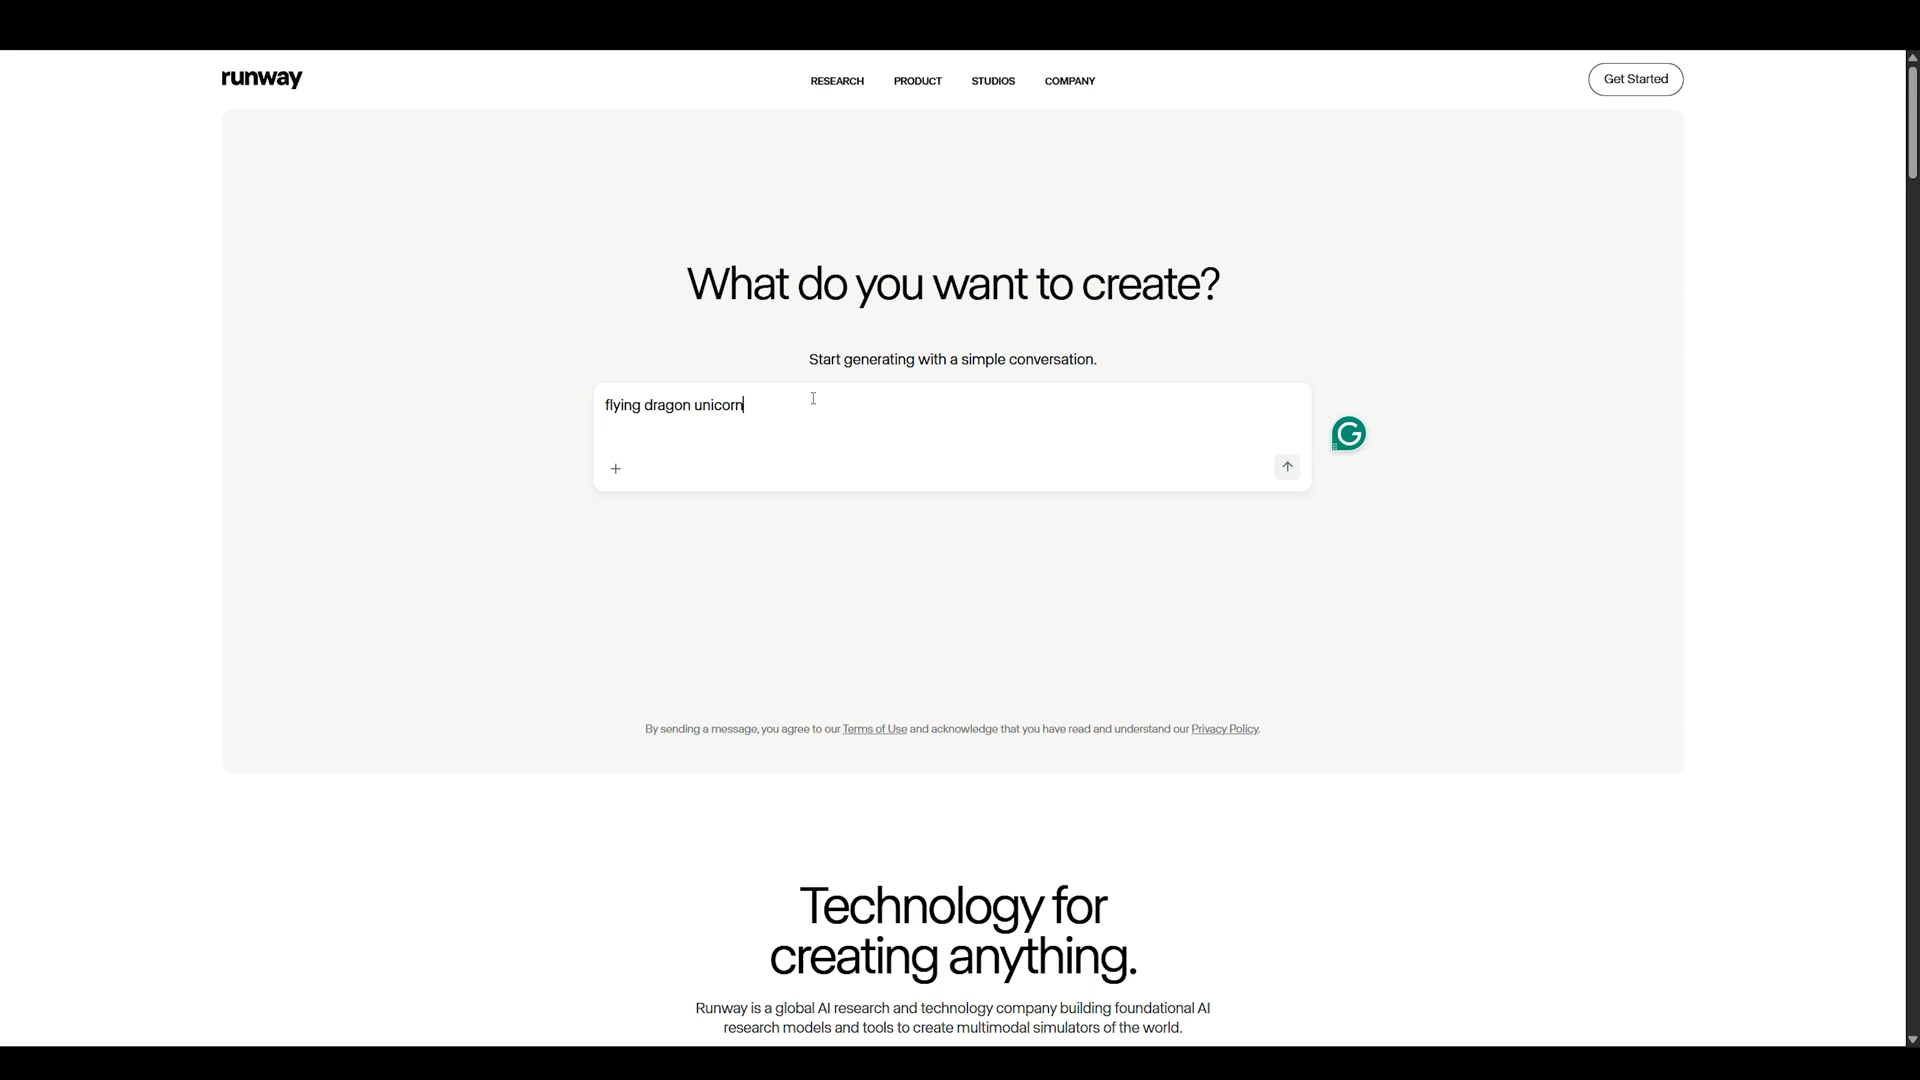 runway
RESEARCH PRODUCT STUDIOS COMPANY
Get Started
What do you want to create?
Start generating with a simple conversation.
flying dragon unicorn
By sending a message, you agree to our Terms of Use and acknowledge that you have read and understand our Privacy Policy.
Technology for
creating anything.
Runway is a global AI research and technology company building foundational AI
research models and tools to create multimodal simulators of the world.